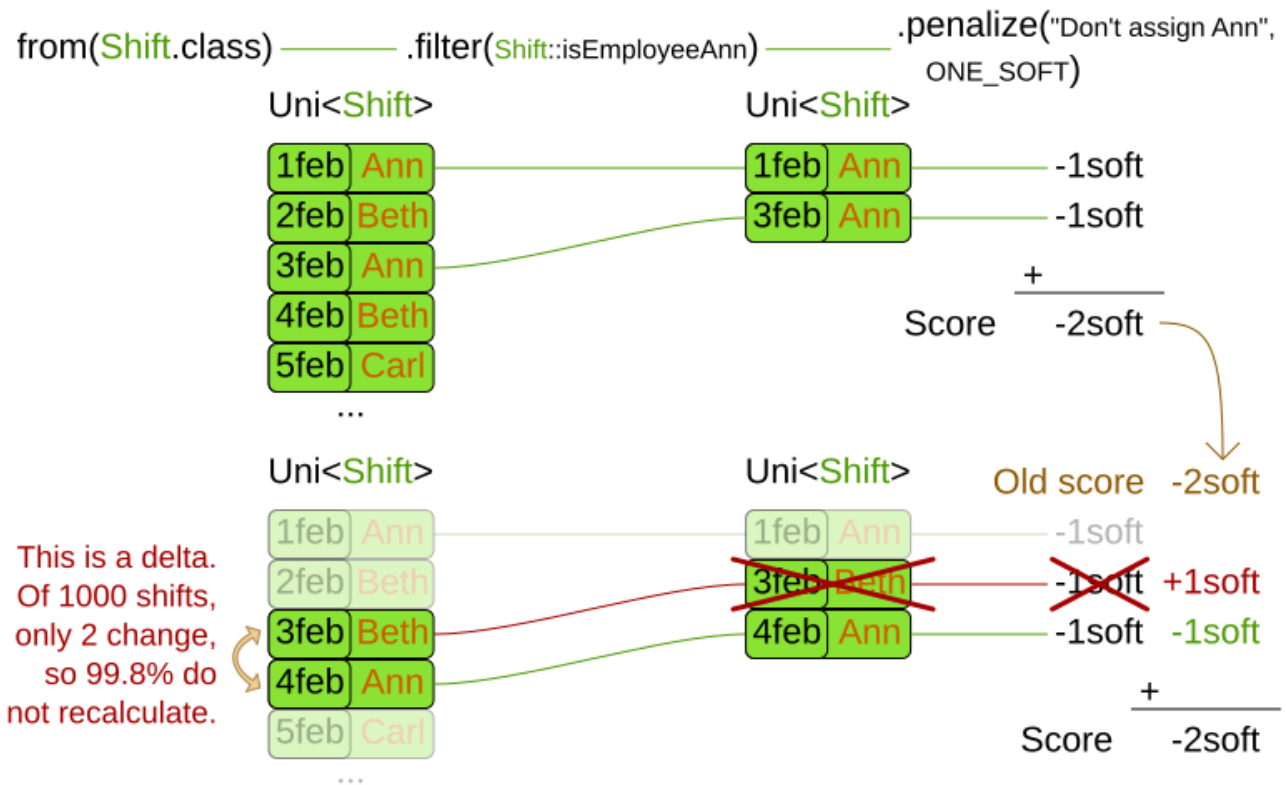 from(Shift.class) .filter(Shift::isEmployeeAnn) .penalize("Don't assign Ann",
ONE_SOFT)
Uni<Shift> Uni<Shift>
1feb Ann 1feb Ann -1soft
2feb Beth 3feb Ann -1soft
3feb Ann
+
4feb Beth Score -2soft
5feb Carl
...
Uni<Shift> Uni<Shift> Old score -2soft
1feb Ann 1feb Ann -1soft
This is a delta.
Of 1000 shifts,
only 2 change,
so 99.8% do
not recalculate.
2feb Beth 3feb Beth -1soft +1soft
3feb Beth 4feb Ann -1soft -1soft
4feb Ann
+
5feb Carl Score -2soft
...